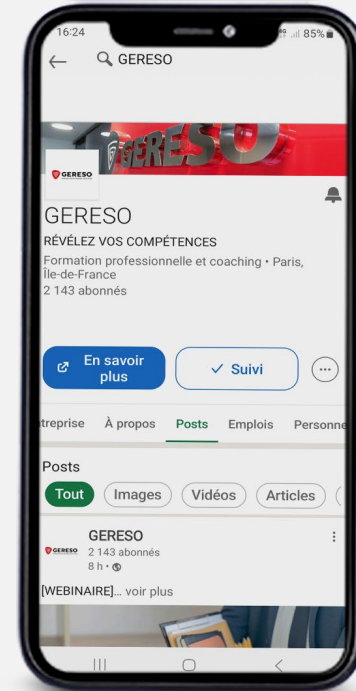 16:24
85%
GERESO
GERESO
GERESO
GERESO
RÉVÉLEZ VOS COMPÉTENCES
Formation professionnelle et coaching • Paris,
Île-de-France
2 143 abonnés
En savoir
plus
Suivi
treprise À propos Posts Emplois Personne
Posts
Tout Images Vidéos Articles
GERESO
GERESO
2 143 abonnés
8 h •
[WEBINAIRE]... voir plus